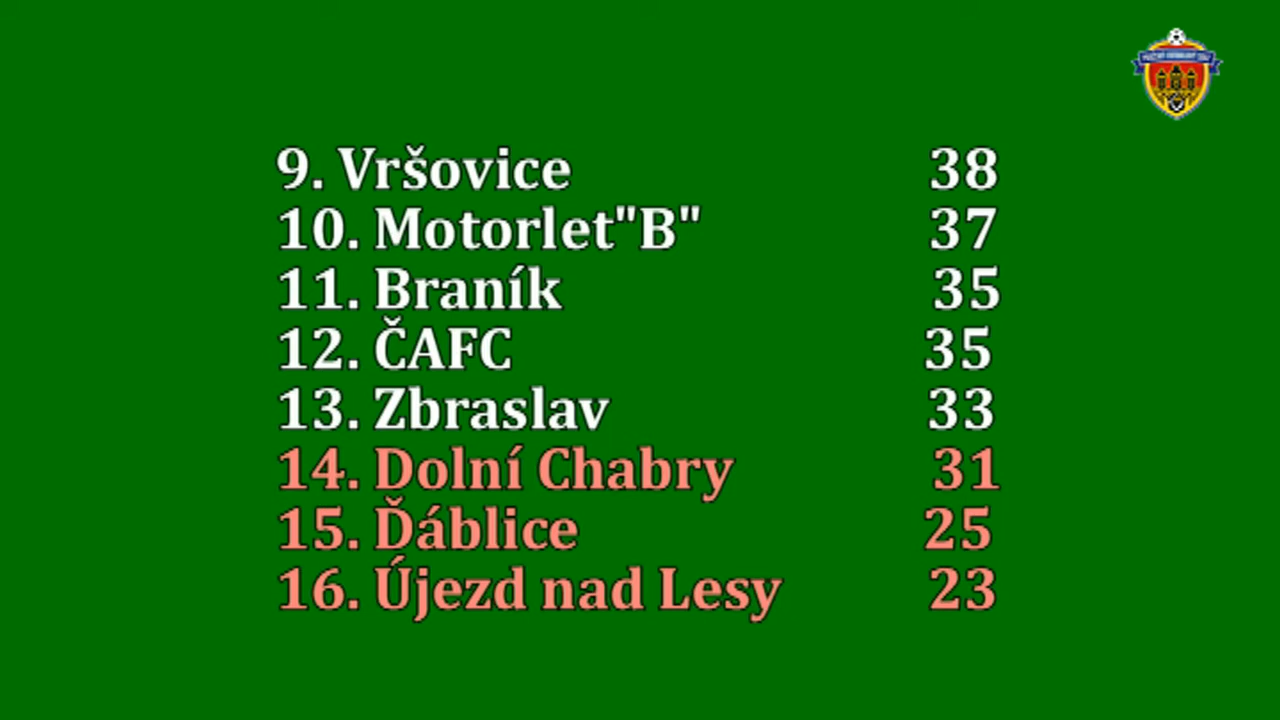 9. Vršovice 38
10. Motorlet"B" 37
11. Braník 35
12. ČAFC 35
13. Zbraslav 33
14. Dolní Chabry 31
15. Ďáblice 25
16. Újezd nad Lesy 23